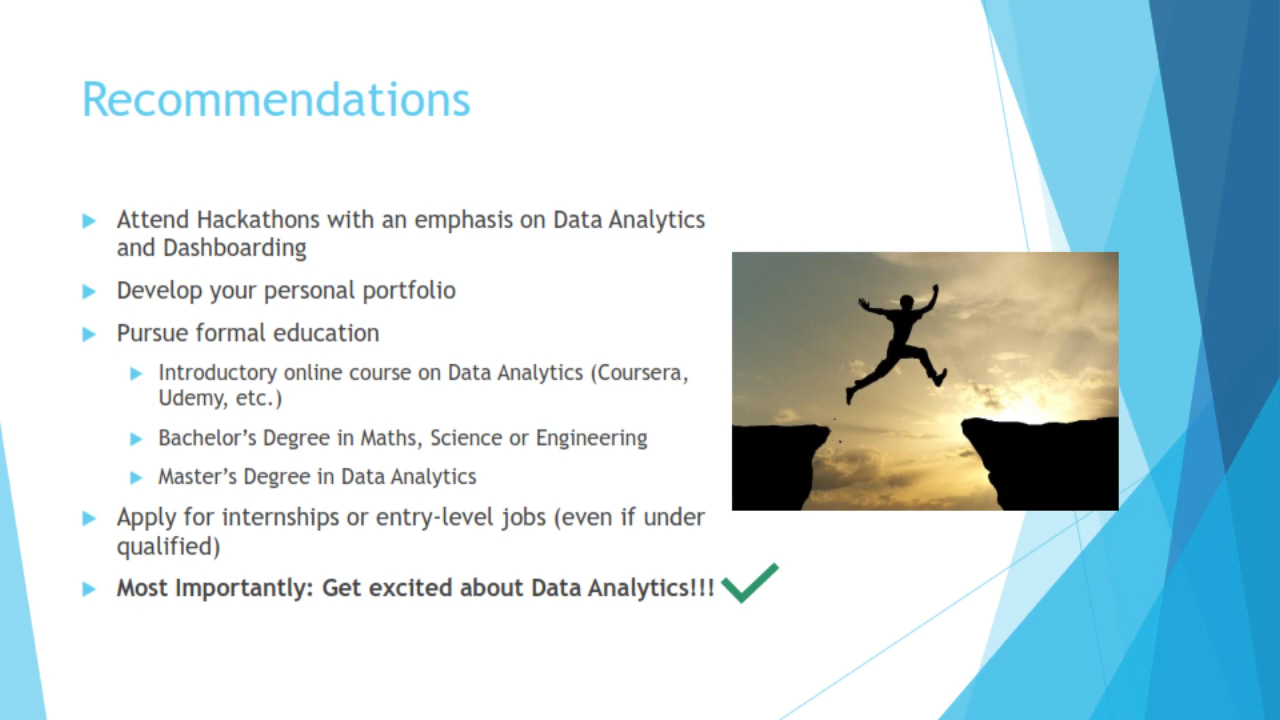 Recommendations
Attend Hackathons with an emphasis on Data Analytics
and Dashboarding
Develop your personal portfolio
Pursue formal education
Introductory online course on Data Analytics (Coursera,
Udemy, etc.)
Bachelor’s Degree in Maths, Science or Engineering
Master’s Degree in Data Analytics
Apply for internships or entry-level jobs (even if under
qualified)
Most Importantly: Get excited about Data Analytics!!!